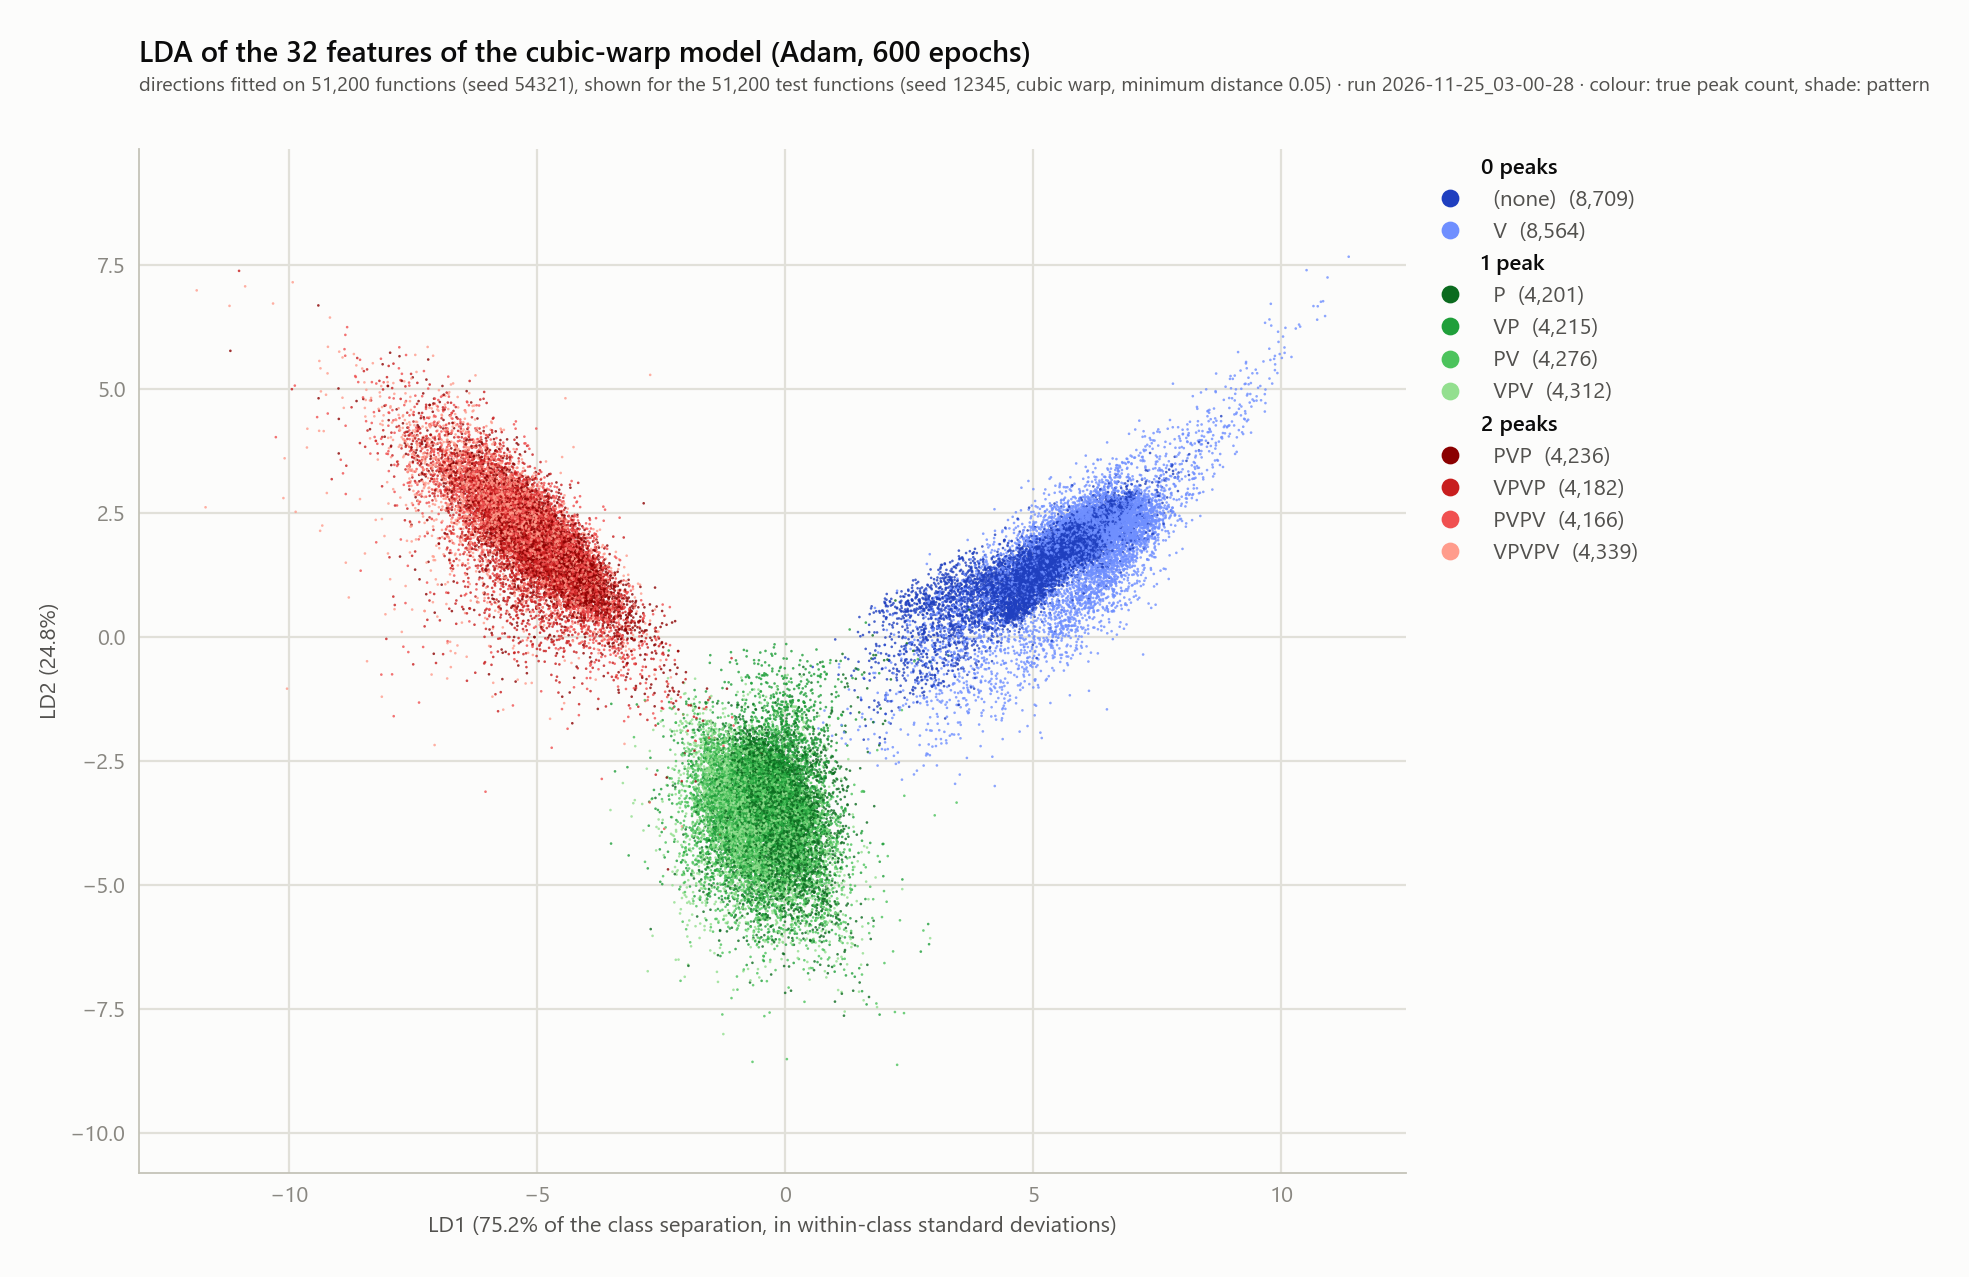 LDA of the 32 features of the cubic-warp model (Adam, 600 epochs)
directions fitted on 51,200 functions (seed 54321), shown for the 51,200 test functions (seed 12345, cubic warp, minimum distance 0.05) · run 2026-11-25_03-00-28 · colour: true peak count, shade: pattern
0 peaks
(none) (8,709)
V (8,564)
1 peak
P (4,201)
VP (4,215)
PV (4,276)
VPV (4,312)
2 peaks
PVP (4,236)
VPVP (4,182)
PVPV (4,166)
VPVPV (4,339)
LD2 (24.8%)
7.5
5.0
2.5
0.0
−2.5
−5.0
−7.5
−10.0
−10
−5
0
5
10
LD1 (75.2% of the class separation, in within-class standard deviations)